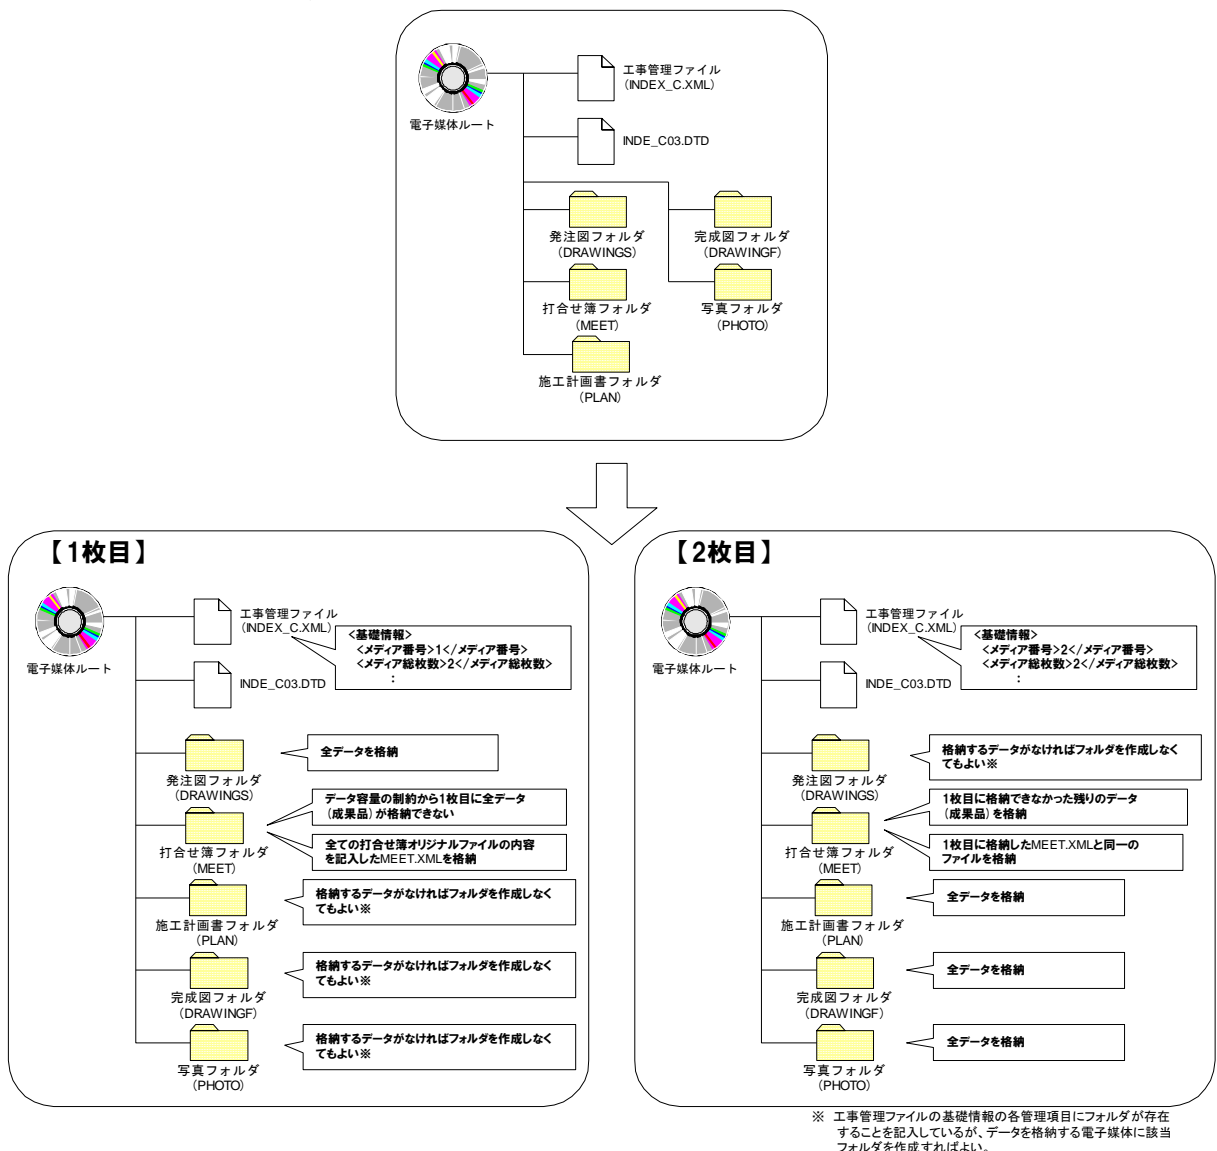 工事管理ファイル
(INDEX_C.XML)
電子媒体ルート
INDE_C03.DTD
発注図フォルダ
(DRAWINGS)
完成図フォルダ
(DRAWINGF)
打合せ簿フォルダ
(MEET)
写真フォルダ
(PHOTO)
施工計画書フォルダ
(PLAN)
【1枚目】
工事管理ファイル
(INDEX_C.XML)
<基礎情報>
<メディア番号>1</メディア番号>
<メディア総枚数>2</メディア総枚数>
:
電子媒体ルート
INDE_C03.DTD
全データを格納
発注図フォルダ
(DRAWINGS)
データ容量の制約から1枚目に全データ
(成果品)が格納できない
全ての打合せ簿オリジナルファイルの内容
を記入したMEET.XMLを格納
打合せ簿フォルダ
(MEET)
格納するデータがなければフォルダを作成しなく
てもよい※
施工計画書フォルダ
(PLAN)
格納するデータがなければフォルダを作成しなく
てもよい※
完成図フォルダ
(DRAWINGF)
格納するデータがなければフォルダを作成しなく
てもよい※
写真フォルダ
(PHOTO)
【2枚目】
工事管理ファイル
(INDEX_C.XML)
<基礎情報>
<メディア番号>2</メディア番号>
<メディア総枚数>2</メディア総枚数>
:
電子媒体ルート
INDE_C03.DTD
格納するデータがなければフォルダを作成しなく
てもよい※
発注図フォルダ
(DRAWINGS)
1枚目に格納できなかった残りのデータ
(成果品)を格納
1枚目に格納したMEET.XMLと同一の
ファイルを格納
打合せ簿フォルダ
(MEET)
全データを格納
施工計画書フォルダ
(PLAN)
全データを格納
完成図フォルダ
(DRAWINGF)
全データを格納
写真フォルダ
(PHOTO)
※ 工事管理ファイルの基礎情報の各管理項目にフォルダが存在
することを記入しているが、データを格納する電子媒体に該当
フォルダを作成すればよい。